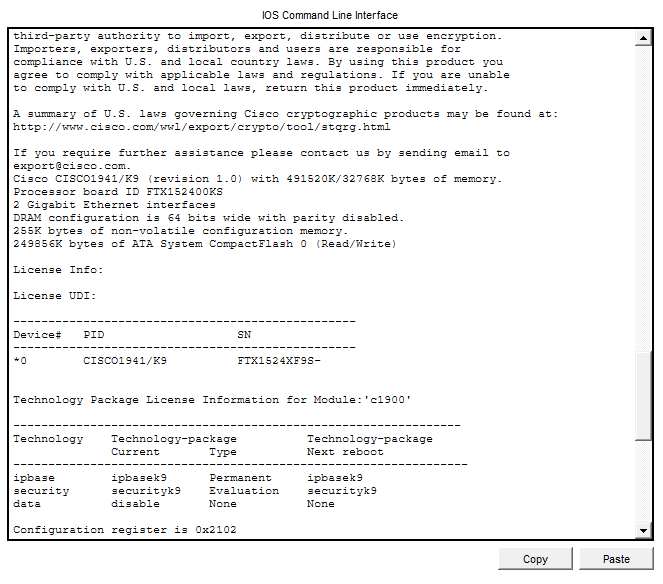 IOS Command Line Interface
third-party authority to import, export, distribute or use encryption.
Importers, exporters, distributors and users are responsible for
compliance with U.S. and local country laws. By using this product you
agree to comply with applicable laws and regulations. If you are unable
to comply with U.S. and local laws, return this product immediately.
A summary of U.S. laws governing Cisco cryptographic products may be found at:
http://www.cisco.com/wwl/export/crypto/tool/stqrg.html
If you require further assistance please contact us by sending email to
export@cisco.com.
Cisco CISCO1941/K9 (revision 1.0) with 491520K/32768K bytes of memory.
Processor board ID FTX152400KS
2 Gigabit Ethernet interfaces
DRAM configuration is 64 bits wide with parity disabled.
255K bytes of non-volatile configuration memory.
249856K bytes of ATA System CompactFlash 0 (Read/Write)
License Info:
License UDI:
-------------------------------------------------
Device#   PID                   SN
-------------------------------------------------
*0        CISCO1941/K9          FTX1524XF9S-
Technology Package License Information for Module:'c1900'
----------------------------------------------------------------
Technology    Technology-package          Technology-package
              Current       Type          Next reboot
-----------------------------------------------------------------
ipbase        ipbasek9      Permanent     ipbasek9
security      securityk9    Evaluation    securityk9
data          disable       None          None
Configuration register is 0x2102
Copy Paste